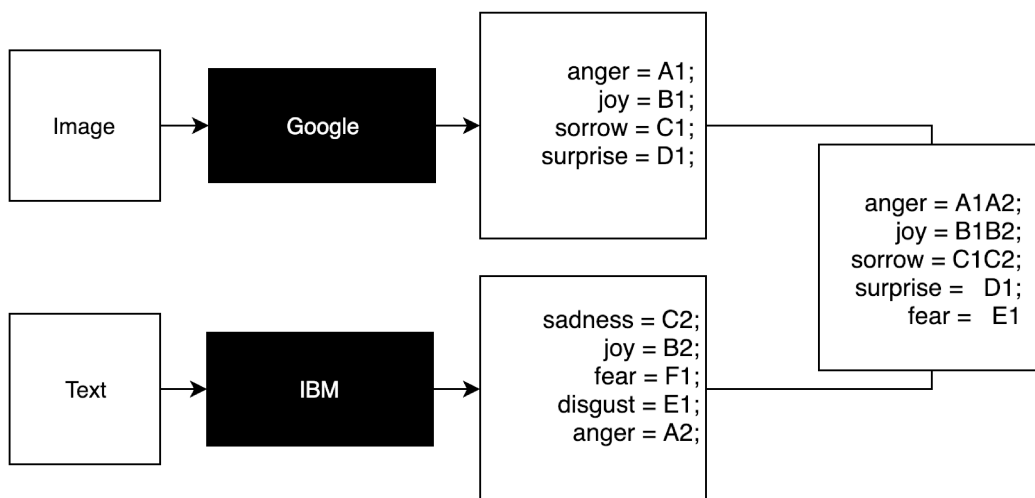 Image
Google
anger = A1;
joy = B1;
sorrow = C1;
surprise = D1;
Text
IBM
sadness = C2;
joy = B2;
fear = F1;
disgust = E1;
anger = A2;
anger = A1A2;
joy = B1B2;
sorrow = C1C2;
surprise = D1;
fear = E1